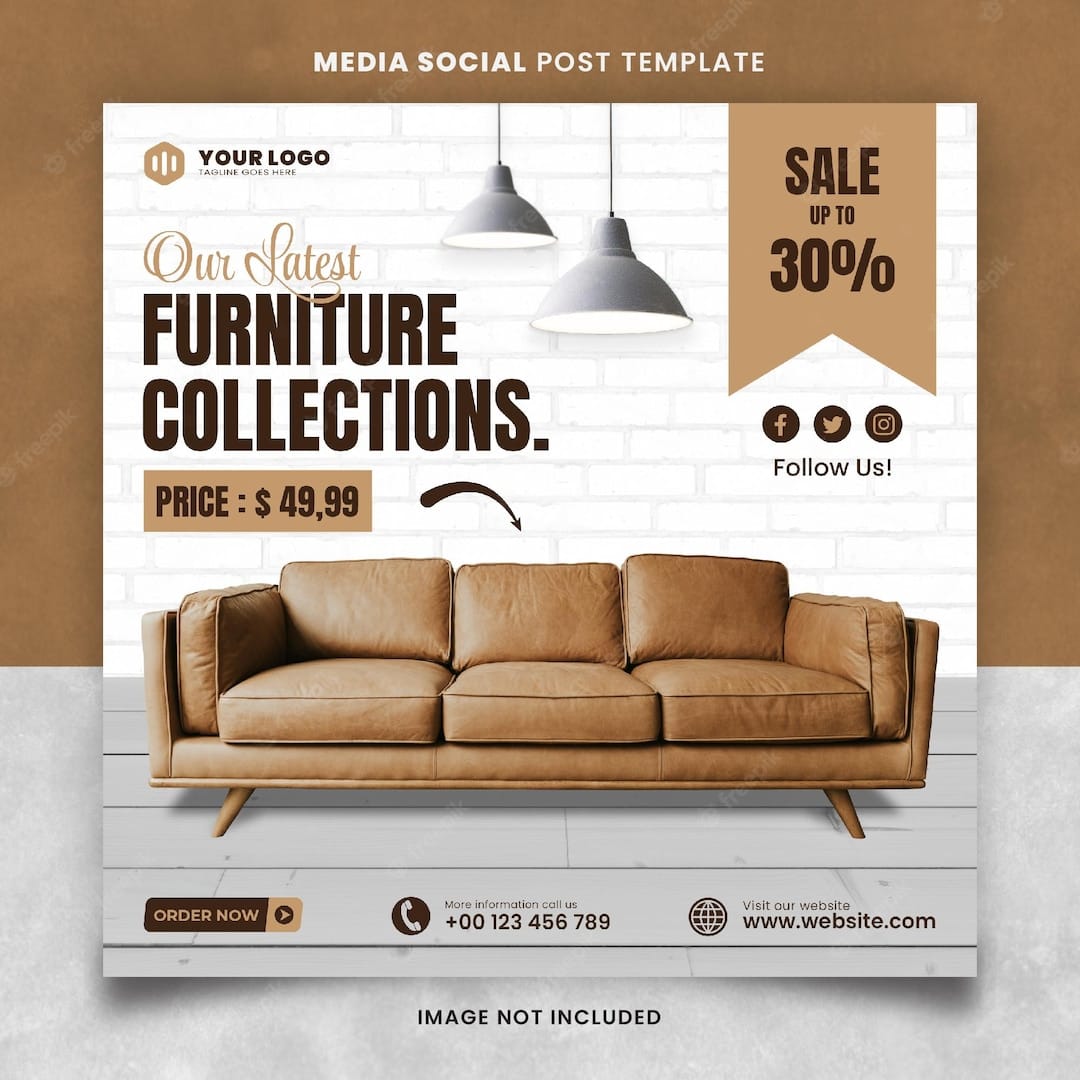 MEDIA SOCIAL POST TEMPLATE
YOUR LOGO
TAGLINE GOES HERE
Our Latest
FURNITURE
COLLECTIONS.
PRICE : $ 49,99
SALE
UP TO
30%
Follow Us!
ORDER NOW
More information call us
+00 123 456 789
Visit our website
www.website.com
IMAGE NOT INCLUDED
freepik